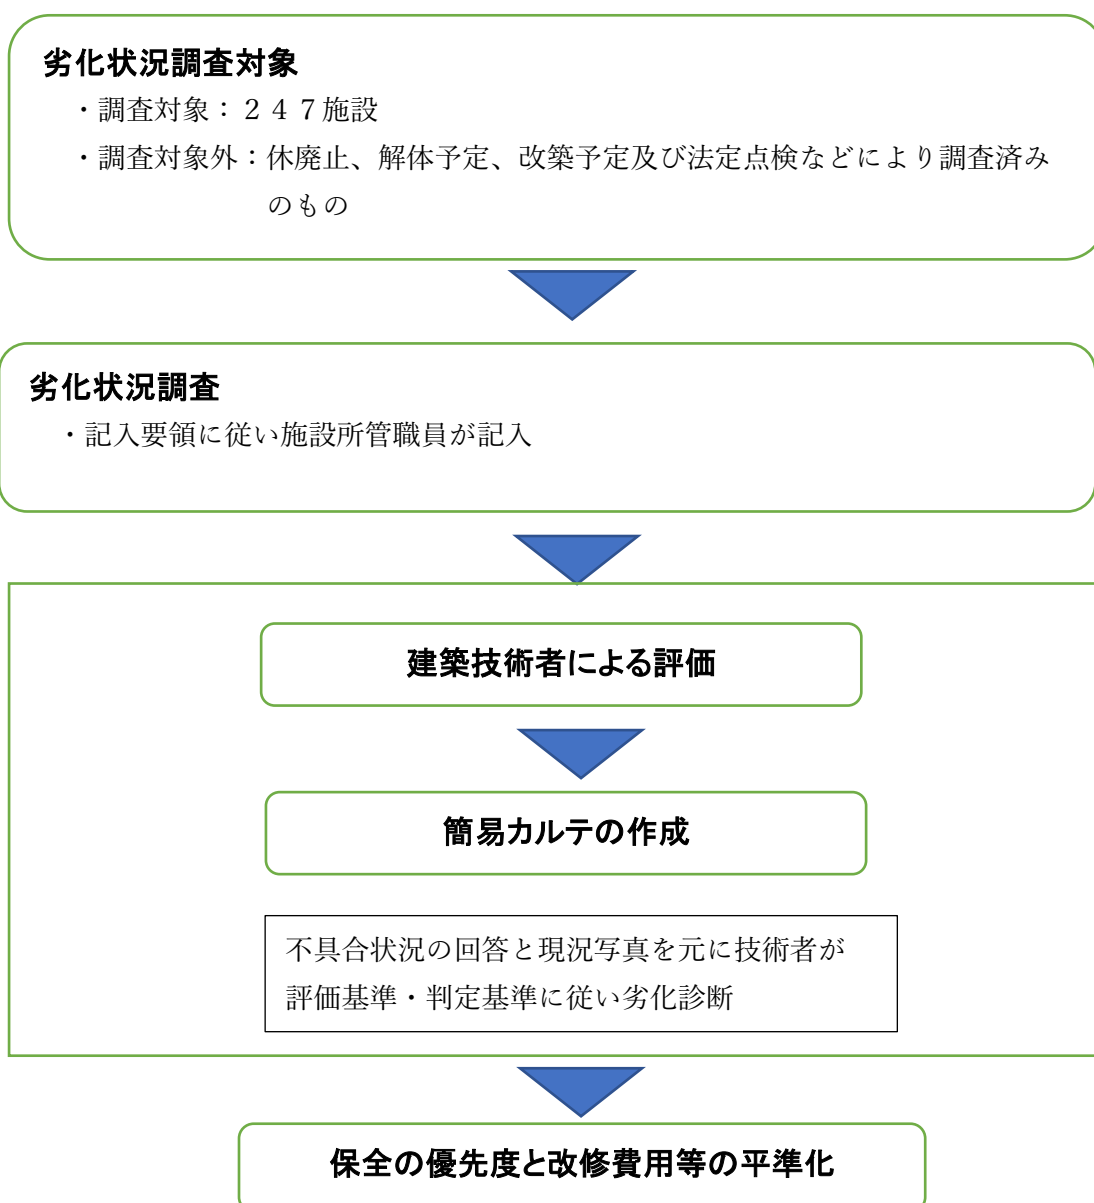 劣化状況調査対象
・調査対象：２４７施設
・調査対象外：休廃止、解体予定、改築予定及び法定点検などにより調査済み
のもの
劣化状況調査
・記入要領に従い施設所管職員が記入
建築技術者による評価
簡易カルテの作成
不具合状況の回答と現況写真を元に技術者が
評価基準・判定基準に従い劣化診断
保全の優先度と改修費用等の平準化